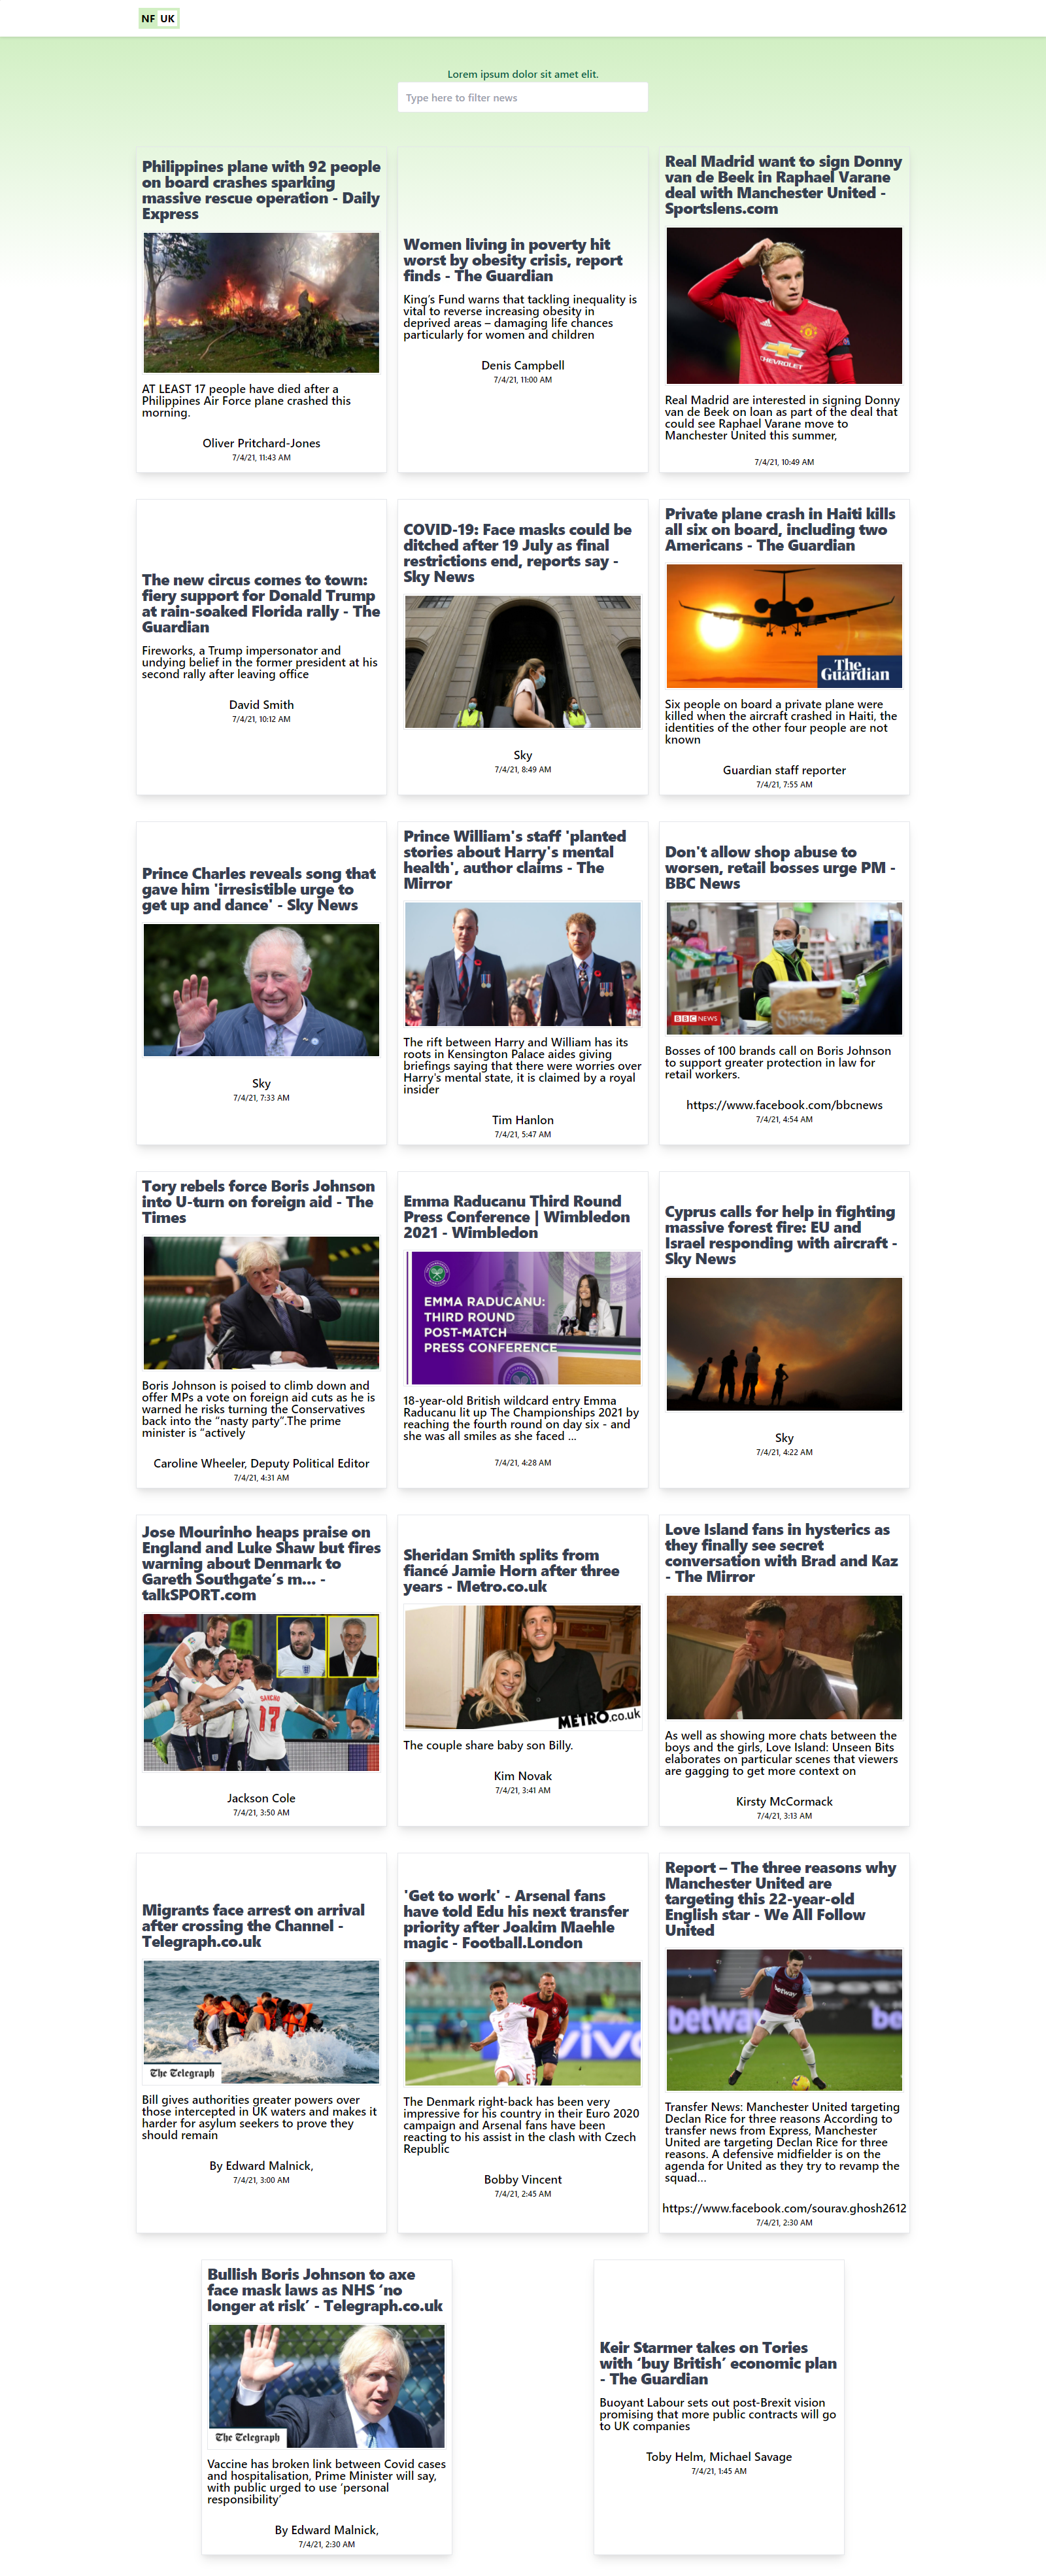 NF UK
Lorem ipsum dolor sit amet elit.
Type here to filter news
Philippines plane with 92 people
on board crashes sparking
massive rescue operation - Daily
Express
AT LEAST 17 people have died after a
Philippines Air Force plane crashed this
morning.
Oliver Pritchard-Jones
7/4/21, 11:43 AM
Women living in poverty hit
worst by obesity crisis, report
finds - The Guardian
King's Fund warns that tackling inequality is
vital to reverse increasing obesity in
deprived areas – damaging life chances
particularly for women and children
Denis Campbell
7/4/21, 11:00 AM
Real Madrid want to sign Donny
van de Beek in Raphael Varane
deal with Manchester United -
Sportslens.com
CHEVROLET
Real Madrid are interested in signing Donny
van de Beek on loan as part of the deal that
could see Raphael Varane move to
Manchester United this summer,
7/4/21, 10:49 AM
The new circus comes to town:
fiery support for Donald Trump
at rain-soaked Florida rally - The
Guardian
Fireworks, a Trump impersonator and
undying belief in the former president at his
second rally after leaving office
David Smith
7/4/21, 10:12 AM
COVID-19: Face masks could be
ditched after 19 July as final
restrictions end, reports say -
Sky News
Sky
7/4/21, 8:49 AM
Private plane crash in Haiti kills
all six on board, including two
Americans - The Guardian
The
Guardian
Six people on board a private plane were
killed when the aircraft crashed in Haiti, the
identities of the other four people are not
known
Guardian staff reporter
7/4/21, 7:55 AM
Prince Charles reveals song that
gave him 'irresistible urge to
get up and dance' - Sky News
Sky
7/4/21, 7:33 AM
Prince William's staff 'planted
stories about Harry's mental
health', author claims - The
Mirror
The rift between Harry and William has its
roots in Kensington Palace aides giving
briefings saying that there were worries over
Harry's mental state, it is claimed by a royal
insider
Tim Hanlon
7/4/21, 5:47 AM
Don't allow shop abuse to
worsen, retail bosses urge PM -
BBC News
BBC NEWS
Bosses of 100 brands call on Boris Johnson
to support greater protection in law for
retail workers.
https://www.facebook.com/bbcnews
7/4/21, 4:54 AM
Tory rebels force Boris Johnson
into U-turn on foreign aid - The
Times
Boris Johnson is poised to climb down and
offer MPs a vote on foreign aid cuts as he is
warned he risks turning the Conservatives
back into the “nasty party”.The prime
minister is “actively
Caroline Wheeler, Deputy Political Editor
7/4/21, 4:31 AM
Emma Raducanu Third Round
Press Conference | Wimbledon
2021 - Wimbledon
EMMA RADUCANU:
THIRD ROUND
POST-MATCH
PRESS CONFERENCE
18-year-old British wildcard entry Emma
Raducanu lit up The Championships 2021 by
reaching the fourth round on day six - and
she was all smiles as she faced ...
7/4/21, 4:28 AM
Cyprus calls for help in fighting
massive forest fire: EU and
Israel responding with aircraft -
Sky News
Sky
7/4/21, 4:22 AM
Jose Mourinho heaps praise on
England and Luke Shaw but fires
warning about Denmark to
Gareth Southgate’s m... -
talkSPORT.com
SANCHO
17
Jackson Cole
7/4/21, 3:50 AM
Sheridan Smith splits from
fiancé Jamie Horn after three
years - Metro.co.uk
METRO.co.uk
The couple share baby son Billy.
Kim Novak
7/4/21, 3:41 AM
Love Island fans in hysterics as
they finally see secret
conversation with Brad and Kaz
- The Mirror
As well as showing more chats between the
boys and the girls, Love Island: Unseen Bits
elaborates on particular scenes that viewers
are gagging to get more context on
Kirsty McCormack
7/4/21, 3:13 AM
Migrants face arrest on arrival
after crossing the Channel -
Telegraph.co.uk
The Telegraph
Bill gives authorities greater powers over
those intercepted in UK waters and makes it
harder for asylum seekers to prove they
should remain
By Edward Malnick,
7/4/21, 3:00 AM
'Get to work' - Arsenal fans
have told Edu his next transfer
priority after Joakim Maehle
magic - Football.London
vivo
The Denmark right-back has been very
impressive for his country in their Euro 2020
campaign and Arsenal fans have been
reacting to his assist in the clash with Czech
Republic
Bobby Vincent
7/4/21, 2:45 AM
Report – The three reasons why
Manchester United are
targeting this 22-year-old
English star - We All Follow
United
betway be
betway
Transfer News: Manchester United targeting
Declan Rice for three reasons According to
transfer news from Express, Manchester
United are targeting Declan Rice for three
reasons. A defensive midfielder is on the
agenda for United as they try to revamp the
squad…
https://www.facebook.com/sourav.ghosh2612
7/4/21, 2:30 AM
Bullish Boris Johnson to axe
face mask laws as NHS ‘no
longer at risk’ - Telegraph.co.uk
The Telegraph
Vaccine has broken link between Covid cases
and hospitalisation, Prime Minister will say,
with public urged to use ‘personal
responsibility’
By Edward Malnick,
7/4/21, 2:30 AM
Keir Starmer takes on Tories
with ‘buy British’ economic plan
- The Guardian
Buoyant Labour sets out post-Brexit vision
promising that more public contracts will go
to UK companies
Toby Helm, Michael Savage
7/4/21, 1:45 AM